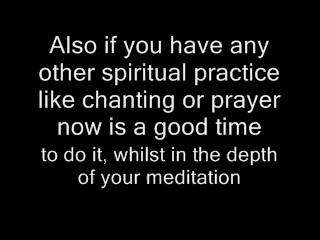 Also if you have any
other spiritual practice
like chanting or prayer
now is a good time
to do it, whilst in the depth
of your meditation